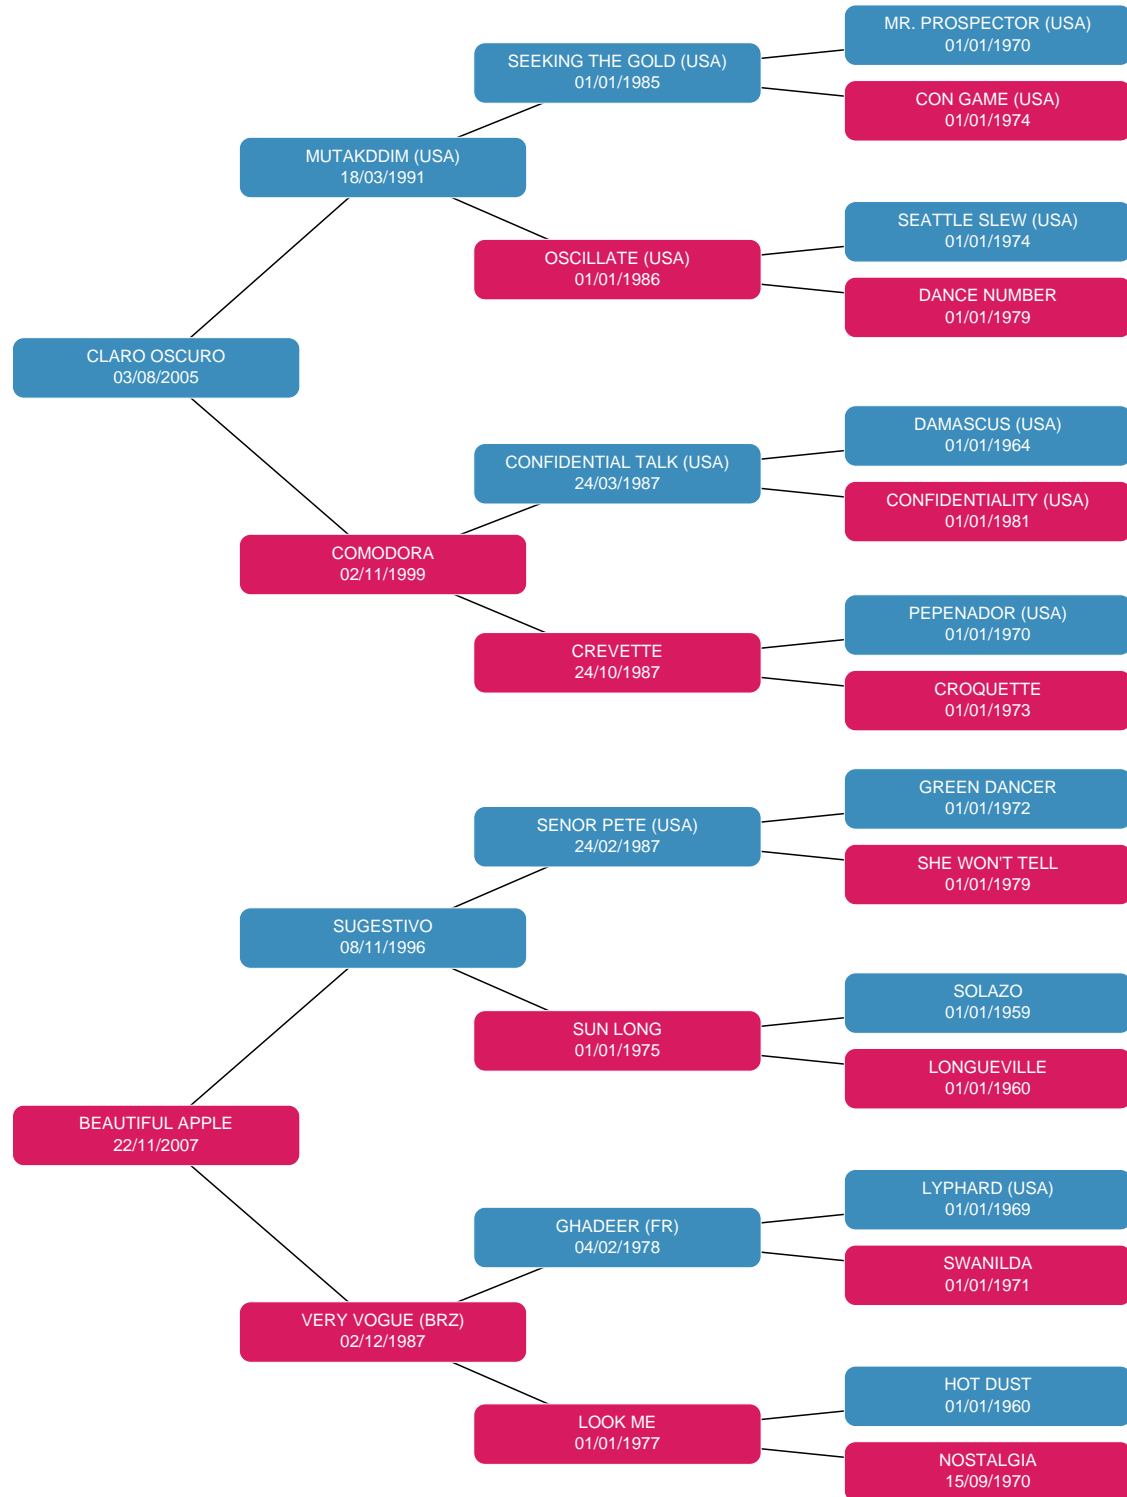 MR. PROSPECTOR (USA)
01/01/1970
SEEKING THE GOLD (USA)
01/01/1985
CON GAME (USA)
01/01/1974
MUTAKDDIM (USA)
18/03/1991
SEATTLE SLEW (USA)
01/01/1974
OSCILLATE (USA)
01/01/1986
DANCE NUMBER
01/01/1979
CLARO OSCURO
03/08/2005
DAMASCUS (USA)
01/01/1964
CONFIDENTIAL TALK (USA)
24/03/1987
CONFIDENTIALITY (USA)
01/01/1981
COMODORA
02/11/1999
PEPENADOR (USA)
01/01/1970
CREVETTE
24/10/1987
CROQUETTE
01/01/1973
GREEN DANCER
01/01/1972
SENOR PETE (USA)
24/02/1987
SHE WON'T TELL
01/01/1979
SUGESTIVO
08/11/1996
SOLAZO
01/01/1959
SUN LONG
01/01/1975
LONGUEVILLE
01/01/1960
BEAUTIFUL APPLE
22/11/2007
LYPHARD (USA)
01/01/1969
GHADEER (FR)
04/02/1978
SWANILDA
01/01/1971
VERY VOGUE (BRZ)
02/12/1987
HOT DUST
01/01/1960
LOOK ME
01/01/1977
NOSTALGIA
15/09/1970